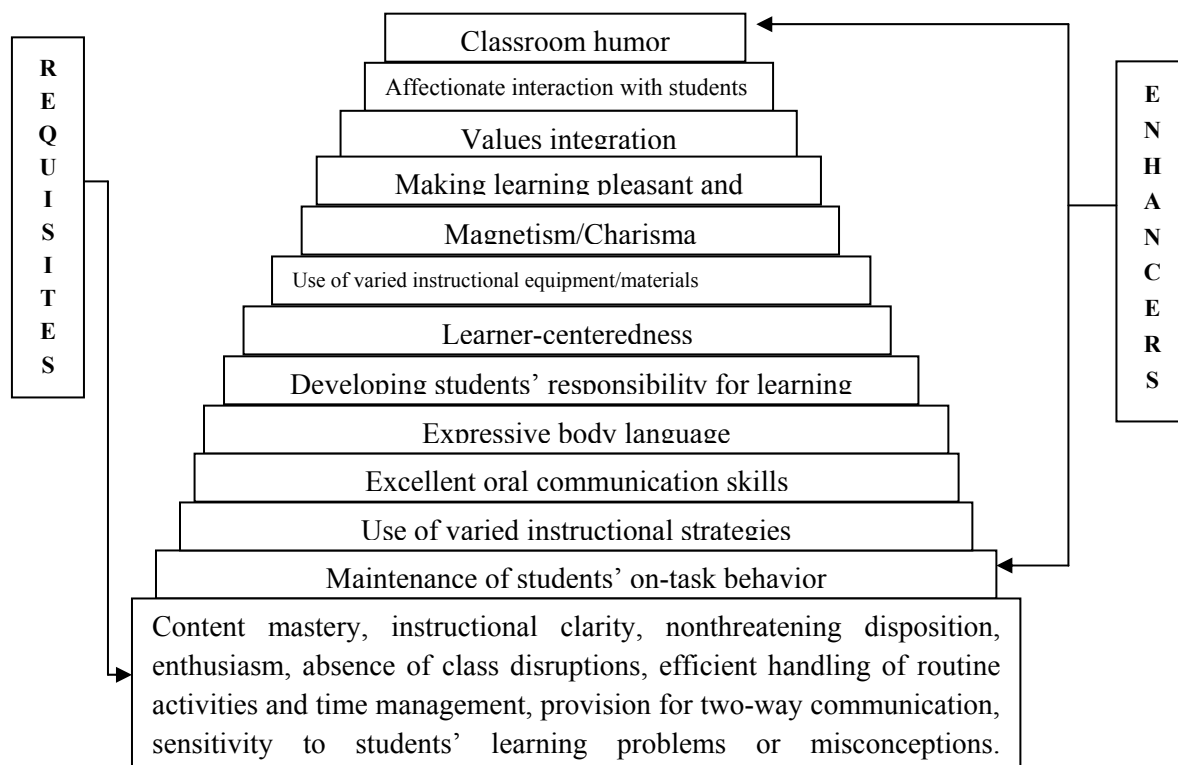 REQUISITES
Classroom humor
Affectionate interaction with students
Values integration
Making learning pleasant and
Magnetism/Charisma
Use of varied instructional equipment/materials
Learner-centeredness
Developing students’ responsibility for learning
Expressive body language
Excellent oral communication skills
Use of varied instructional strategies
Maintenance of students’ on-task behavior
Content mastery, instructional clarity, nonthreatening disposition,
enthusiasm, absence of class disruptions, efficient handling of routine
activities and time management, provision for two-way communication,
sensitivity to students’ learning problems or misconceptions.
ENHANCERS